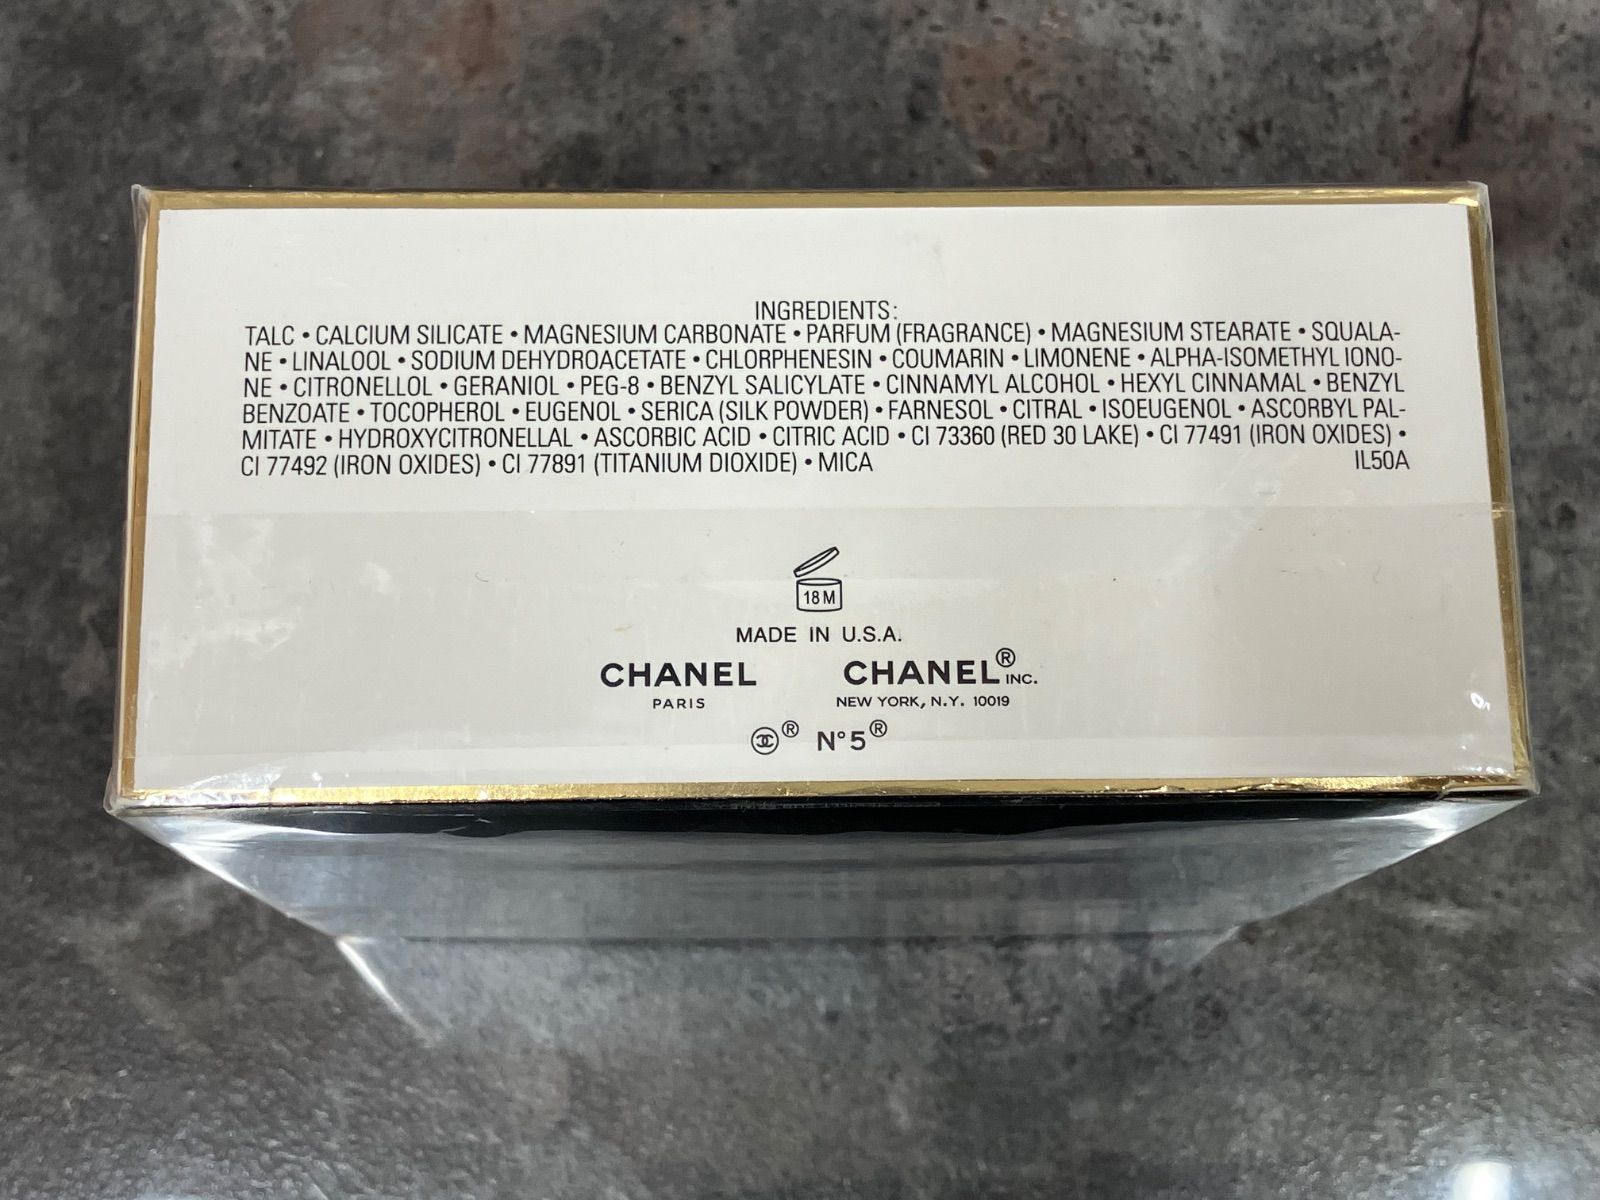 INGREDIENTS:
TALC • CALCIUM SILICATE • MAGNESIUM CARBONATE • PARFUM (FRAGRANCE) • MAGNESIUM STEARATE • SQUALA-
NE • LINALOOL • SODIUM DEHYDROACETATE • CHLORPHENESIN • COUMARIN • LIMONENE • ALPHA-ISOMETHYL IONO-
NE • CITRONELLOL • GERANIOL • PEG-8 • BENZYL SALICYLATE • CINNAMYL ALCOHOL • HEXYL CINNAMAL • BENZYL
BENZOATE • TOCOPHEROL • EUGENOL • SERICA (SILK POWDER) • FARNESOL • CITRAL • ISOEUGENOL • ASCORBYL PAL-
MITATE • HYDROXYCITRONELLAL • ASCORBIC ACID • CITRIC ACID • CI 73360 (RED 30 LAKE) • CI 77491 (IRON OXIDES) •
CI 77492 (IRON OXIDES) • CI 77891 (TITANIUM DIOXIDE) • MICA IL50A
18 M
MADE IN U.S.A.
CHANEL CHANEL® INC.
PARIS NEW YORK, N.Y. 10019
® N°5®